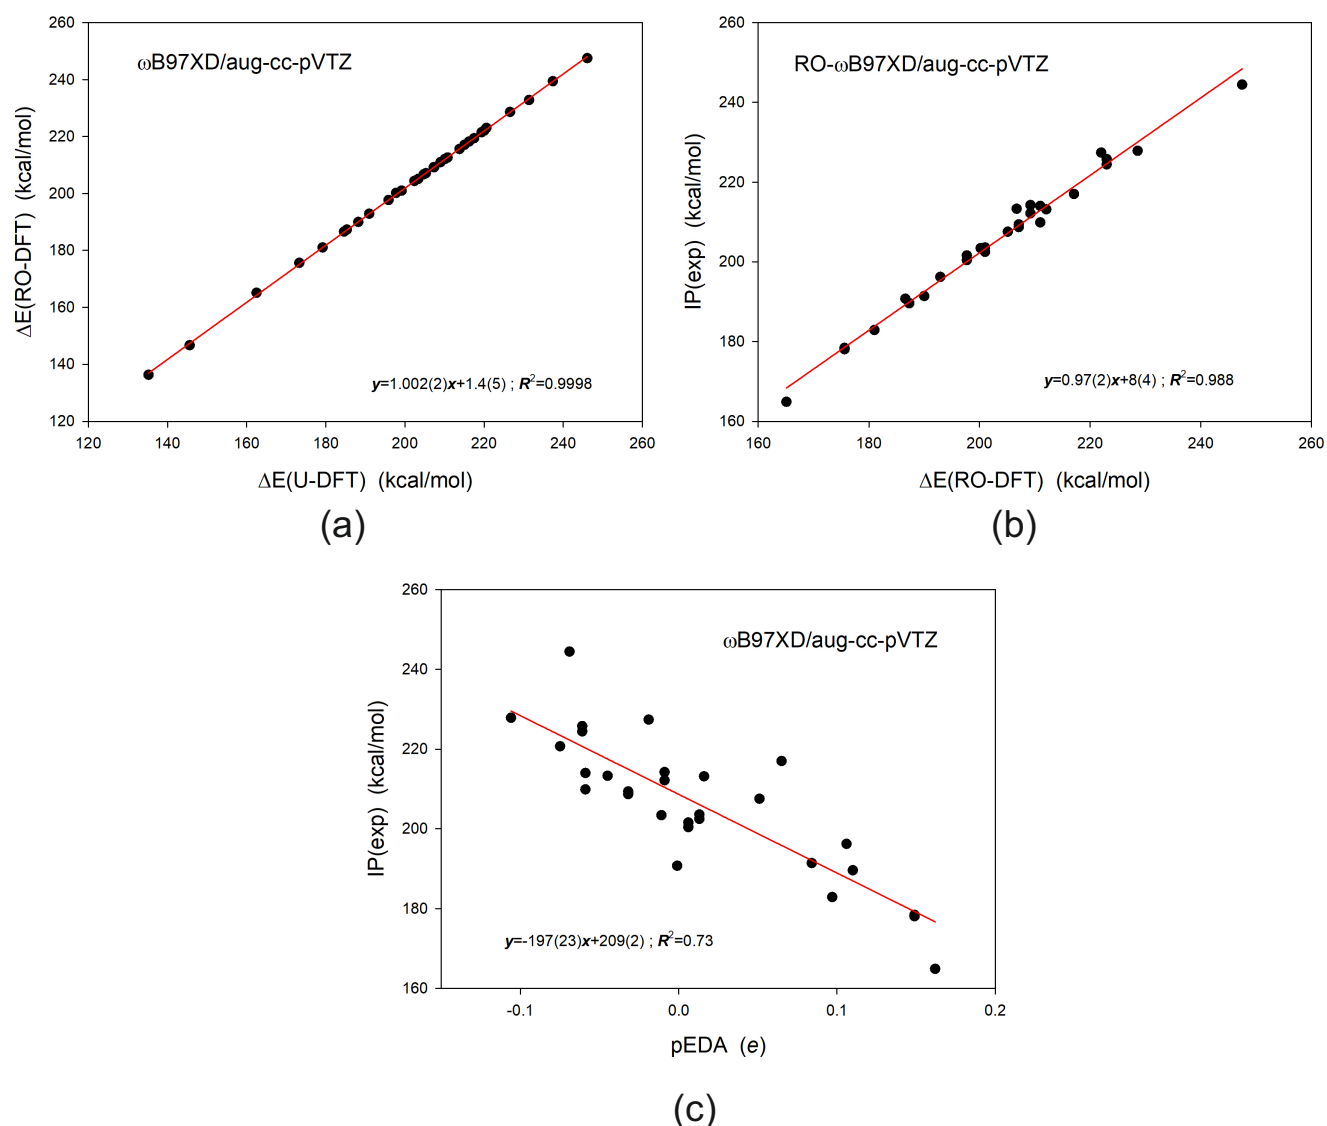 260
240
220
200
180
160
140
120
120
140
160
180
200
220
240
260
ΔE(RO-DFT) (kcal/mol)
ωB97XD/aug-cc-pVTZ
y=1.002(2)x+1.4(5) ; R²=0.9998
ΔE(U-DFT) (kcal/mol)
(a)
260
240
220
200
180
160
160
180
200
220
240
260
IP(exp) (kcal/mol)
RO-ωB97XD/aug-cc-pVTZ
y=0.97(2)x+8(4) ; R²=0.988
ΔE(RO-DFT) (kcal/mol)
(b)
260
240
220
200
180
160
-0.1
0.0
0.1
0.2
IP(exp) (kcal/mol)
ωB97XD/aug-cc-pVTZ
y=-197(23)x+209(2) ; R²=0.73
pEDA (e)
(c)